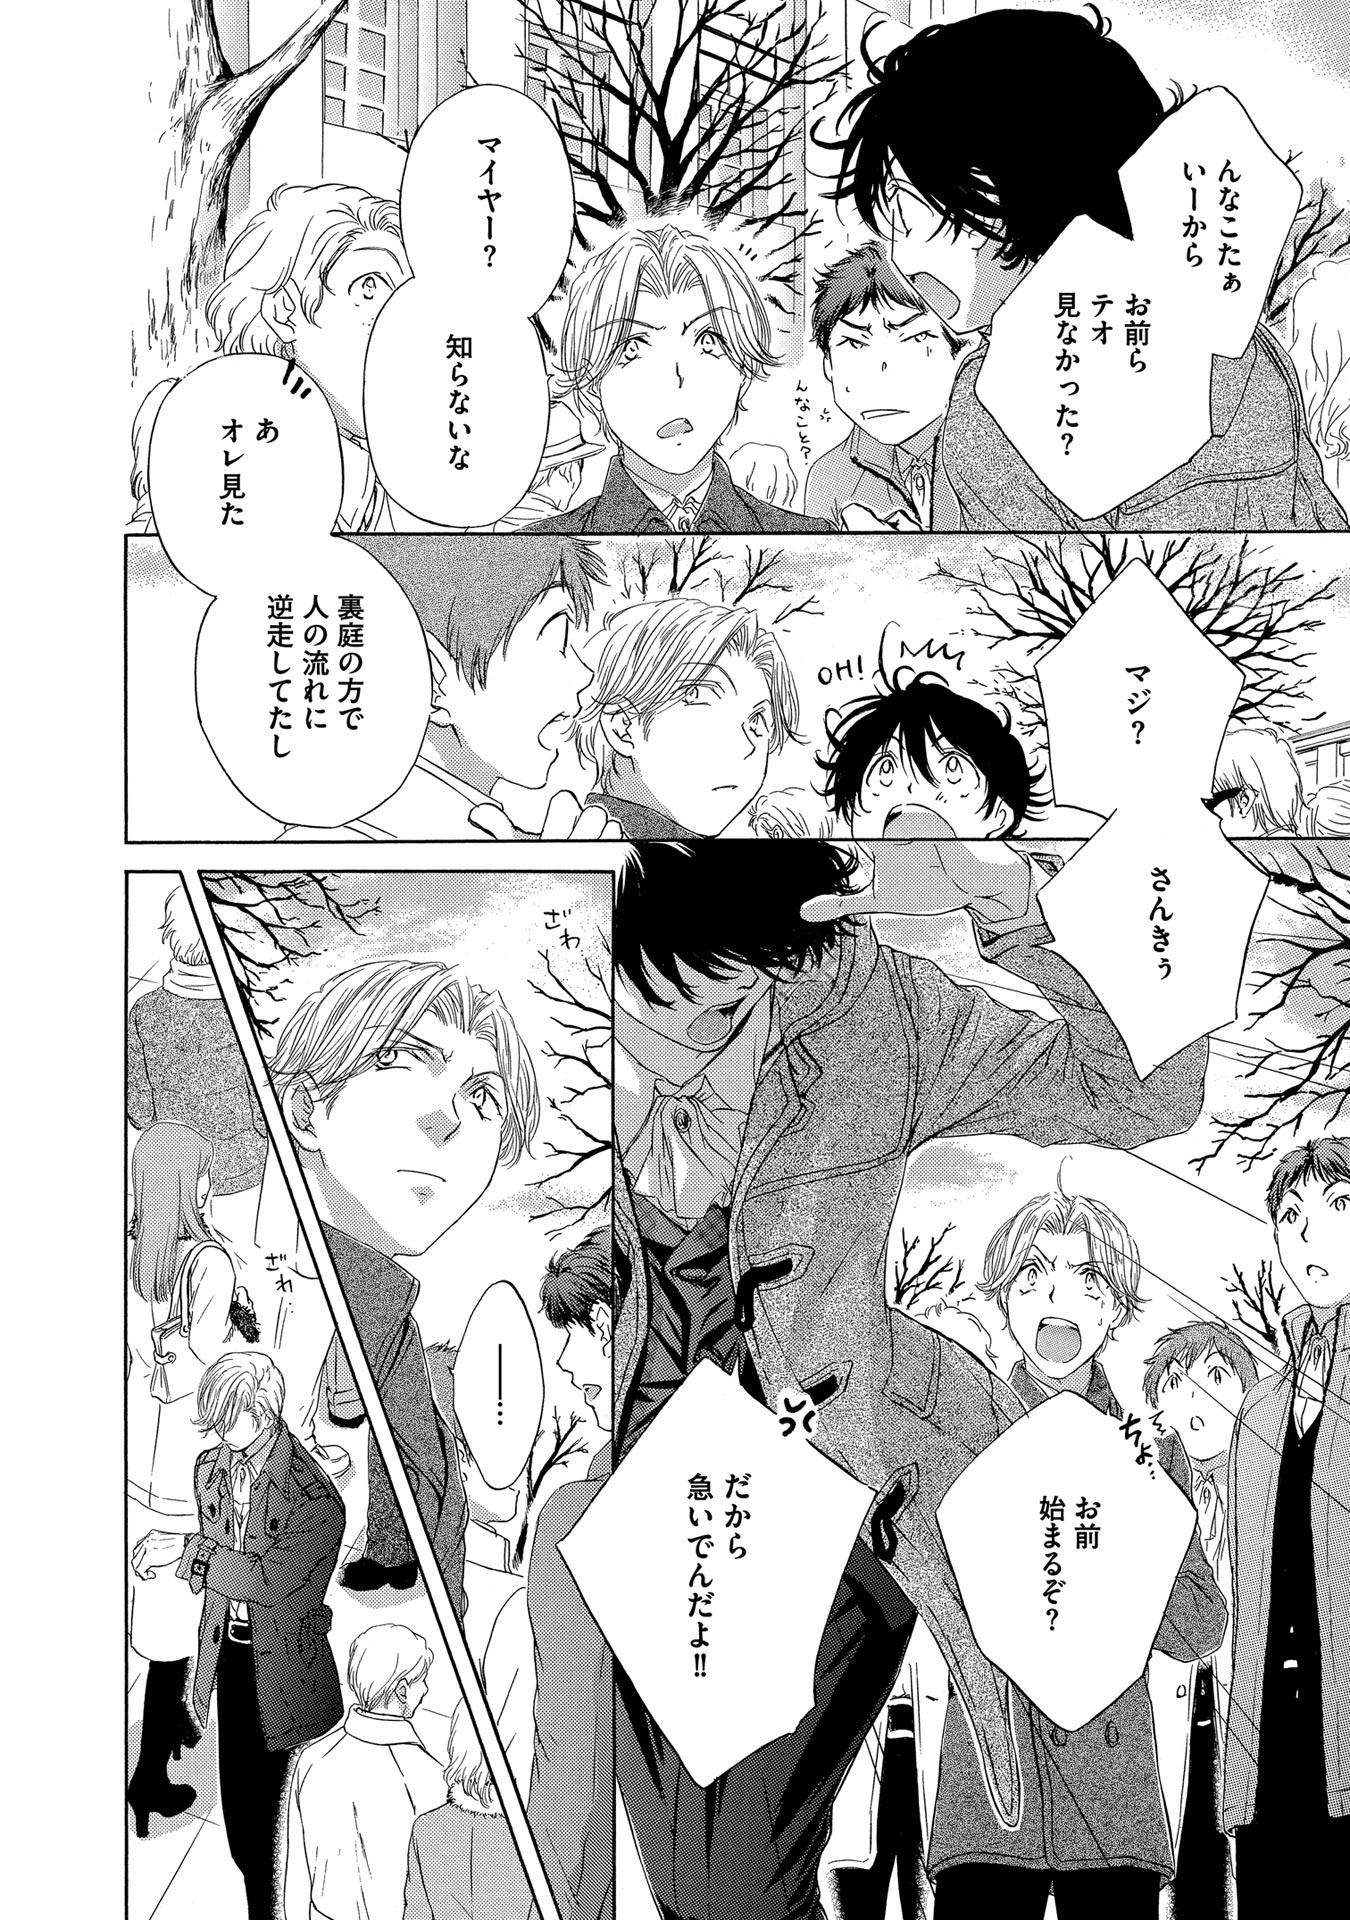 んなこたぁ
いーから
お前ら
テオ
見なかった?
んなこと?
マイヤー?
知らないな
あ
オレ見た
裏庭の方で
人の流れに
逆走してたし
マジ?
OH!
さんきぅ
お前
始まるぞ?
ちょ…
だから
急いでんだよ!!
ざわ
――…
ざわ…